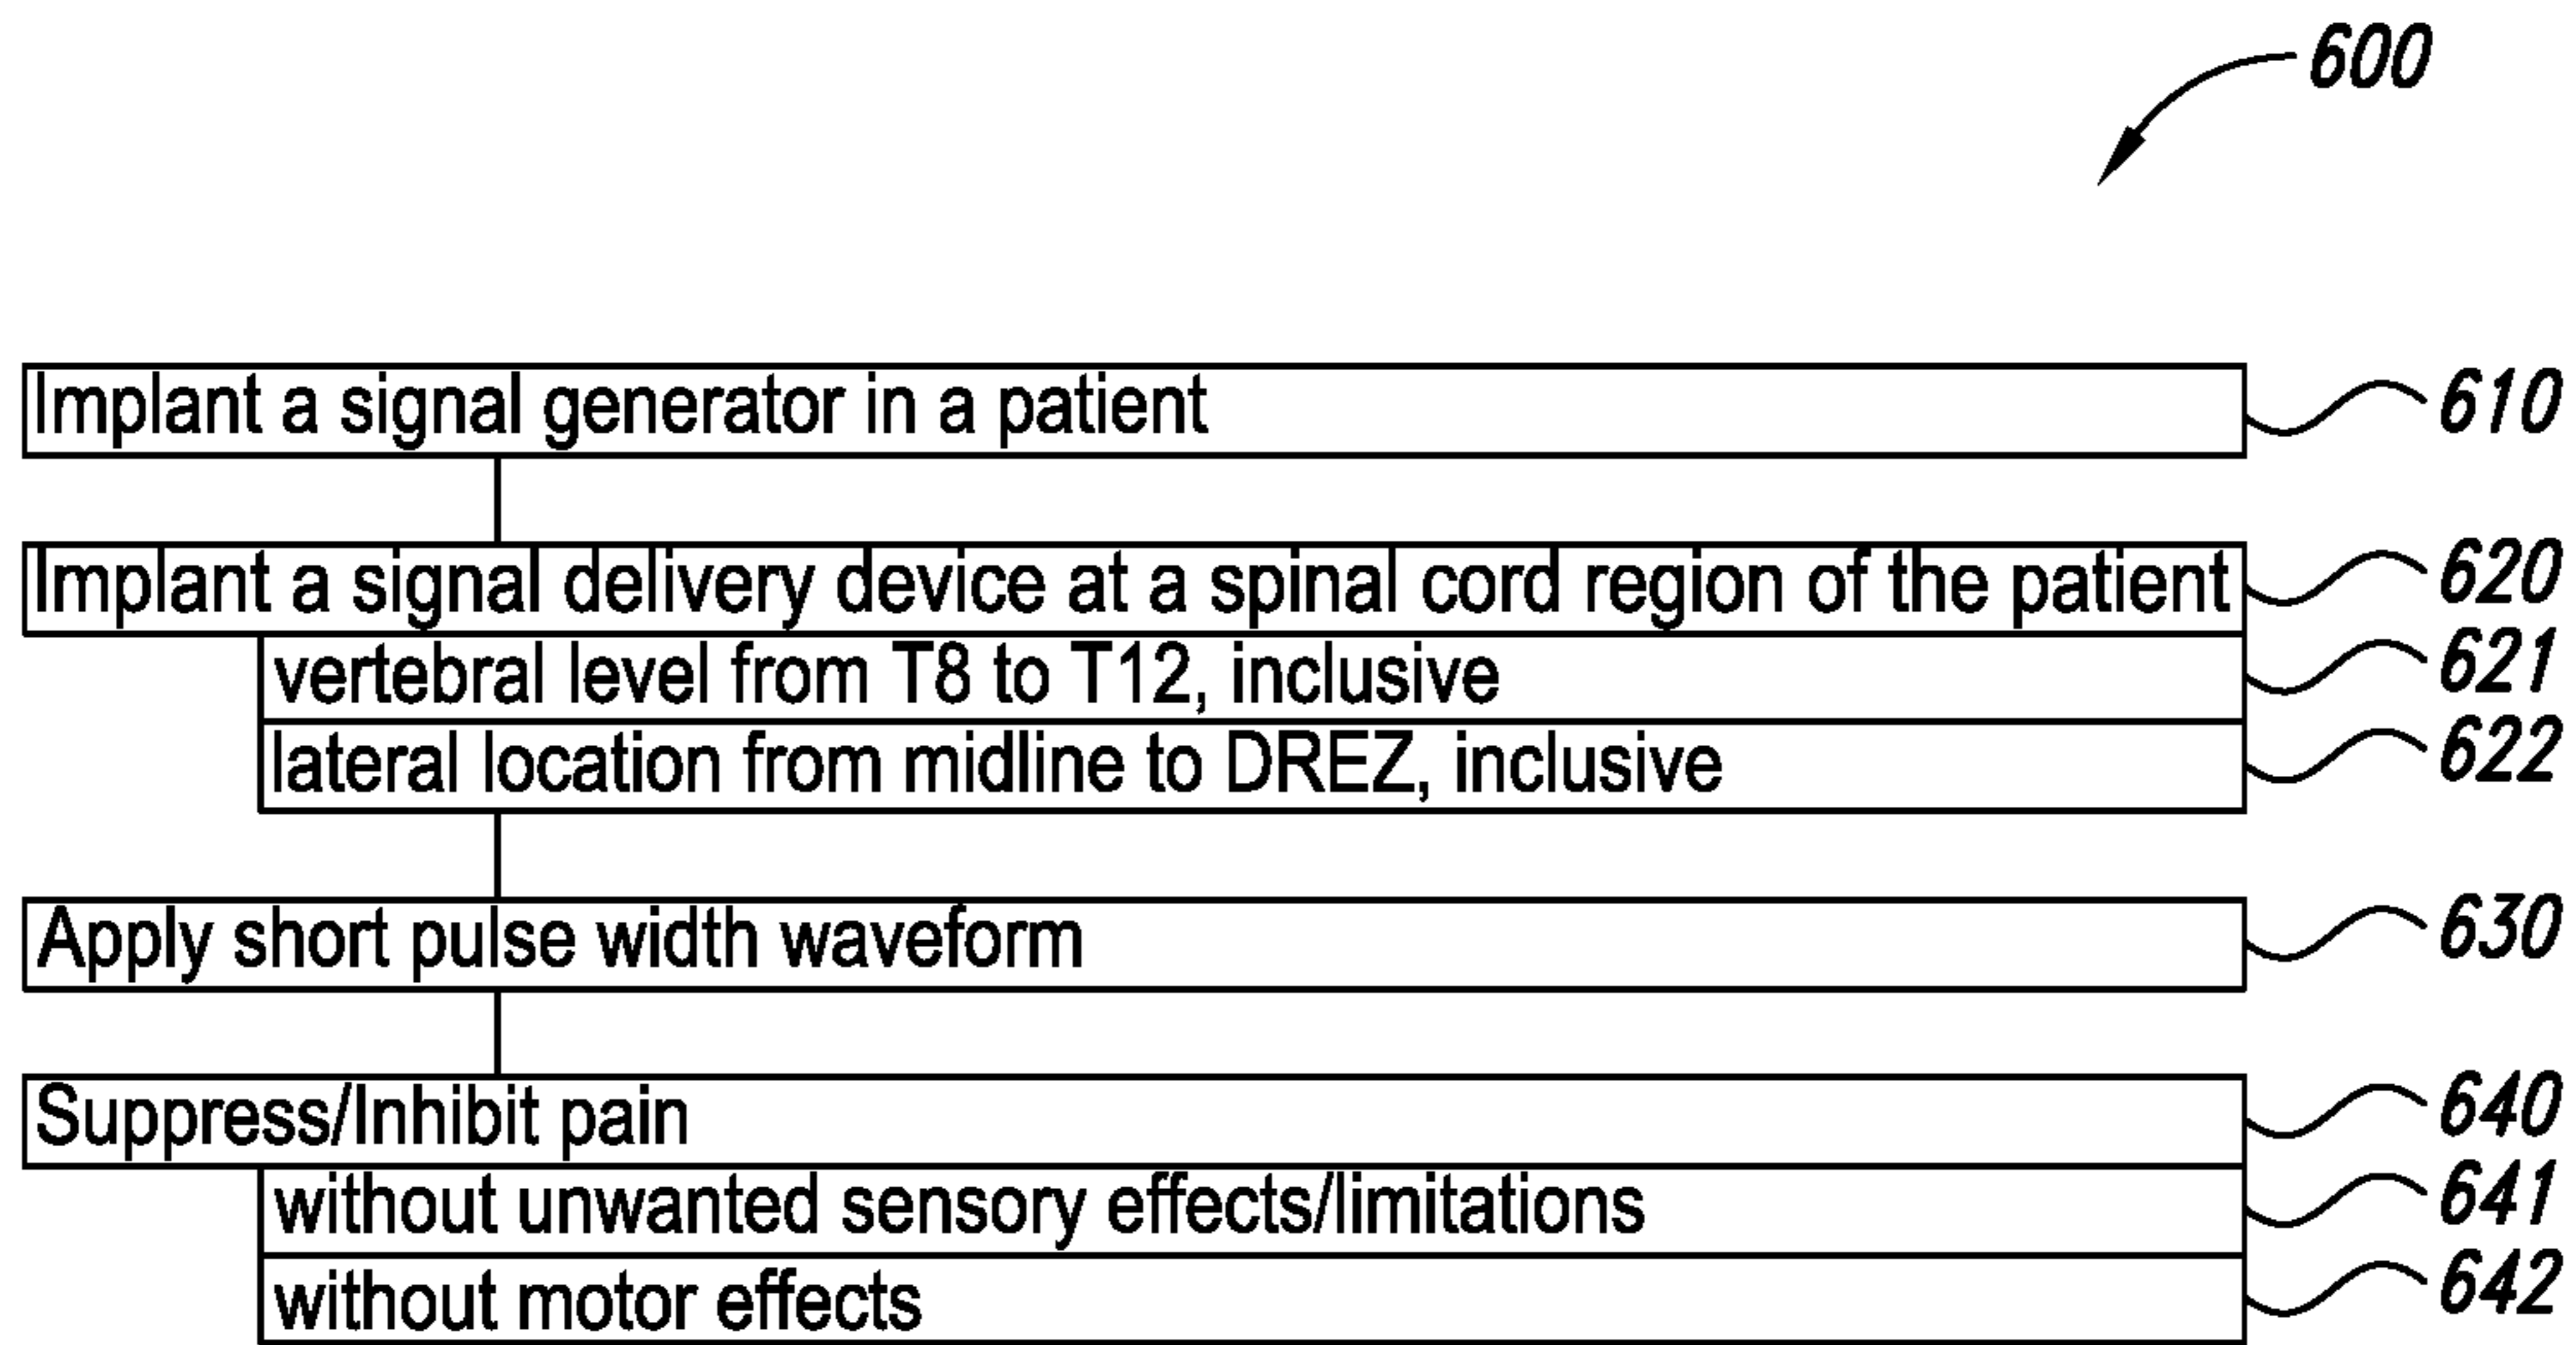 600
Implant a signal generator in a patient 610
Implant a signal delivery device at a spinal cord region of the patient 620
vertebral level from T8 to T12, inclusive 621
lateral location from midline to DREZ, inclusive 622
Apply short pulse width waveform 630
Suppress/Inhibit pain 640
without unwanted sensory effects/limitations 641
without motor effects 642